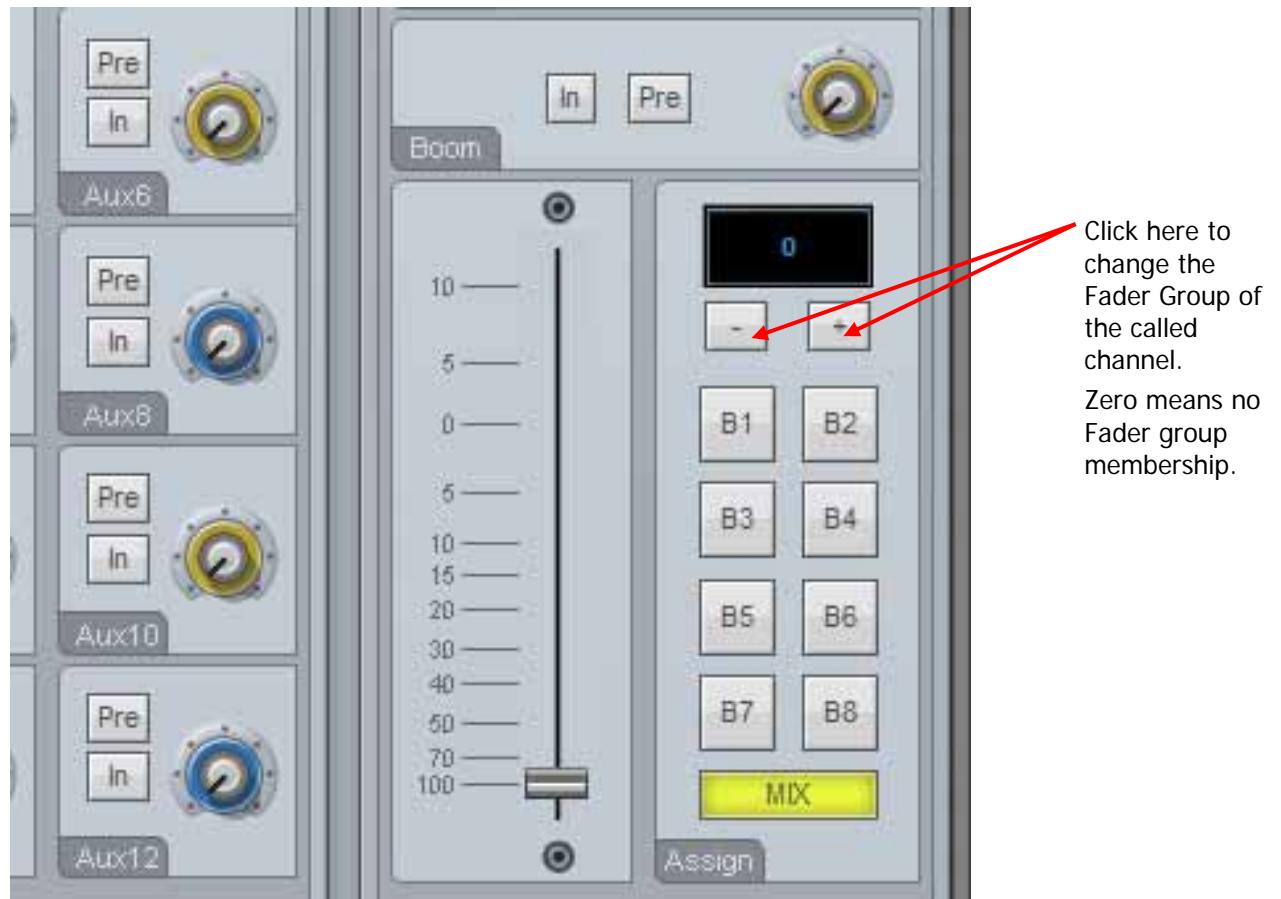 Pre
In
Aux6
Pre
In
Aux8
Pre
In
Aux10
Pre
In
Aux12
In Pre
Boom
10
5
0
5
10
15
20
30
40
50
70
100
0
- +
B1 B2
B3 B4
B5 B6
B7 B8
MIX
Assign
Click here to
change the
Fader Group of
the called
channel.
Zero means no
Fader group
membership.